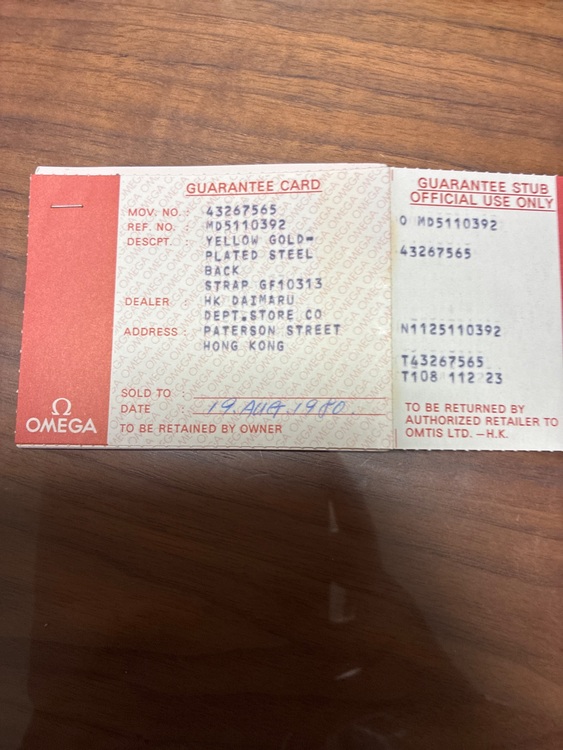 GUARANTEE CARD
MOV. NO. : 43267565
REF. NO. : MD5110392
DESCPT. : YELLOW GOLD-
PLATED STEEL
BACK
STRAP GF10313
DEALER : HK DAIMARU
DEPT.STORE CO
ADDRESS : PATERSON STREET
HONG KONG
SOLD TO :
DATE : 19. AUG. 1980.
TO BE RETAINED BY OWNER
Ω
OMEGA
GUARANTEE STUB
OFFICIAL USE ONLY
O MD5110392
43267565
N1125110392
T43267565
T108 112 23
TO BE RETURNED BY
AUTHORIZED RETAILER TO
OMTIS LTD. –H.K.